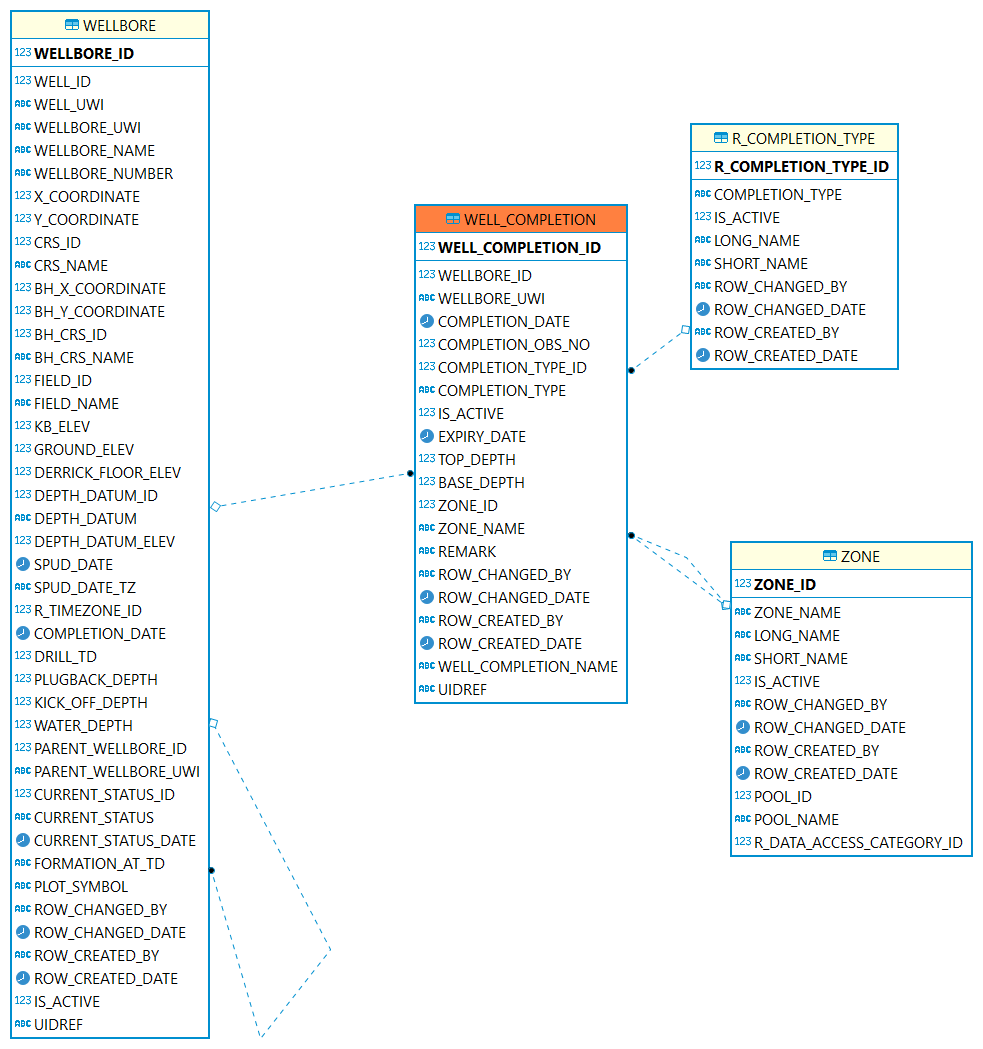 WELLBORE
123 WELLBORE_ID
123 WELL_ID
ABC WELL_UWI
ABC WELLBORE_UWI
ABC WELLBORE_NAME
ABC WELLBORE_NUMBER
123 X_COORDINATE
123 Y_COORDINATE
123 CRS_ID
ABC CRS_NAME
123 BH_X_COORDINATE
123 BH_Y_COORDINATE
123 BH_CRS_ID
ABC BH_CRS_NAME
123 FIELD_ID
ABC FIELD_NAME
123 KB_ELEV
123 GROUND_ELEV
123 DERRICK_FLOOR_ELEV
123 DEPTH_DATUM_ID
ABC DEPTH_DATUM
123 DEPTH_DATUM_ELEV
SPUD_DATE
ABC SPUD_DATE_TZ
123 R_TIMEZONE_ID
COMPLETION_DATE
123 DRILL_TD
123 PLUGBACK_DEPTH
123 KICK_OFF_DEPTH
123 WATER_DEPTH
123 PARENT_WELLBORE_ID
ABC PARENT_WELLBORE_UWI
123 CURRENT_STATUS_ID
ABC CURRENT_STATUS
CURRENT_STATUS_DATE
ABC FORMATION_AT_TD
ABC PLOT_SYMBOL
ABC ROW_CHANGED_BY
ROW_CHANGED_DATE
ABC ROW_CREATED_BY
ROW_CREATED_DATE
123 IS_ACTIVE
ABC UIDREF
WELL_COMPLETION
123 WELL_COMPLETION_ID
123 WELLBORE_ID
ABC WELLBORE_UWI
COMPLETION_DATE
123 COMPLETION_OBS_NO
123 COMPLETION_TYPE_ID
ABC COMPLETION_TYPE
123 IS_ACTIVE
EXPIRY_DATE
123 TOP_DEPTH
123 BASE_DEPTH
123 ZONE_ID
ABC ZONE_NAME
ABC REMARK
ABC ROW_CHANGED_BY
ROW_CHANGED_DATE
ABC ROW_CREATED_BY
ROW_CREATED_DATE
ABC WELL_COMPLETION_NAME
ABC UIDREF
R_COMPLETION_TYPE
123 R_COMPLETION_TYPE_ID
ABC COMPLETION_TYPE
123 IS_ACTIVE
ABC LONG_NAME
ABC SHORT_NAME
ABC ROW_CHANGED_BY
ROW_CHANGED_DATE
ABC ROW_CREATED_BY
ROW_CREATED_DATE
ZONE
123 ZONE_ID
ABC ZONE_NAME
ABC LONG_NAME
ABC SHORT_NAME
123 IS_ACTIVE
ABC ROW_CHANGED_BY
ROW_CHANGED_DATE
ABC ROW_CREATED_BY
ROW_CREATED_DATE
123 POOL_ID
ABC POOL_NAME
123 R_DATA_ACCESS_CATEGORY_ID